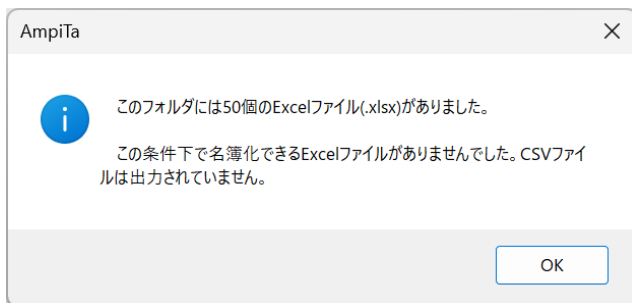 AmpiTa
このフォルダには50個のExcelファイル(.xlsx)がありました。
この条件下で名簿化できるExcelファイルがありませんでした。CSVファイ
ルは出力されていません。
OK